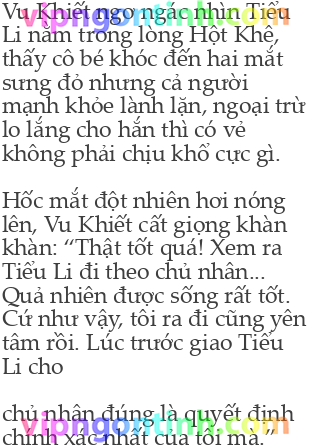 Vu Khiết ngơ ngác nhìn Tiểu
Li nằm trong lòng Hột Khê,
thấy cô bé khóc đến hai mắt
sưng đỏ nhưng cả người
mạnh khỏe lành lặn, ngoại trừ
lo lắng cho hắn thì có vẻ
không phải chịu khổ cực gì.
Hốc mắt đột nhiên hơi nóng
lên, Vu Khiết cất giọng khàn
khàn: “Thật tốt quá! Xem ra
Tiểu Li đi theo chủ nhân...
Quả nhiên được sống rất tốt.
Cứ như vậy, tôi ra đi cũng yên
tâm rồi. Lúc trước giao Tiểu
Li cho
chủ nhân đúng là quyết định
chính xác nhất của tôi mà.”
vipngontinh.com
vipngontinh.com